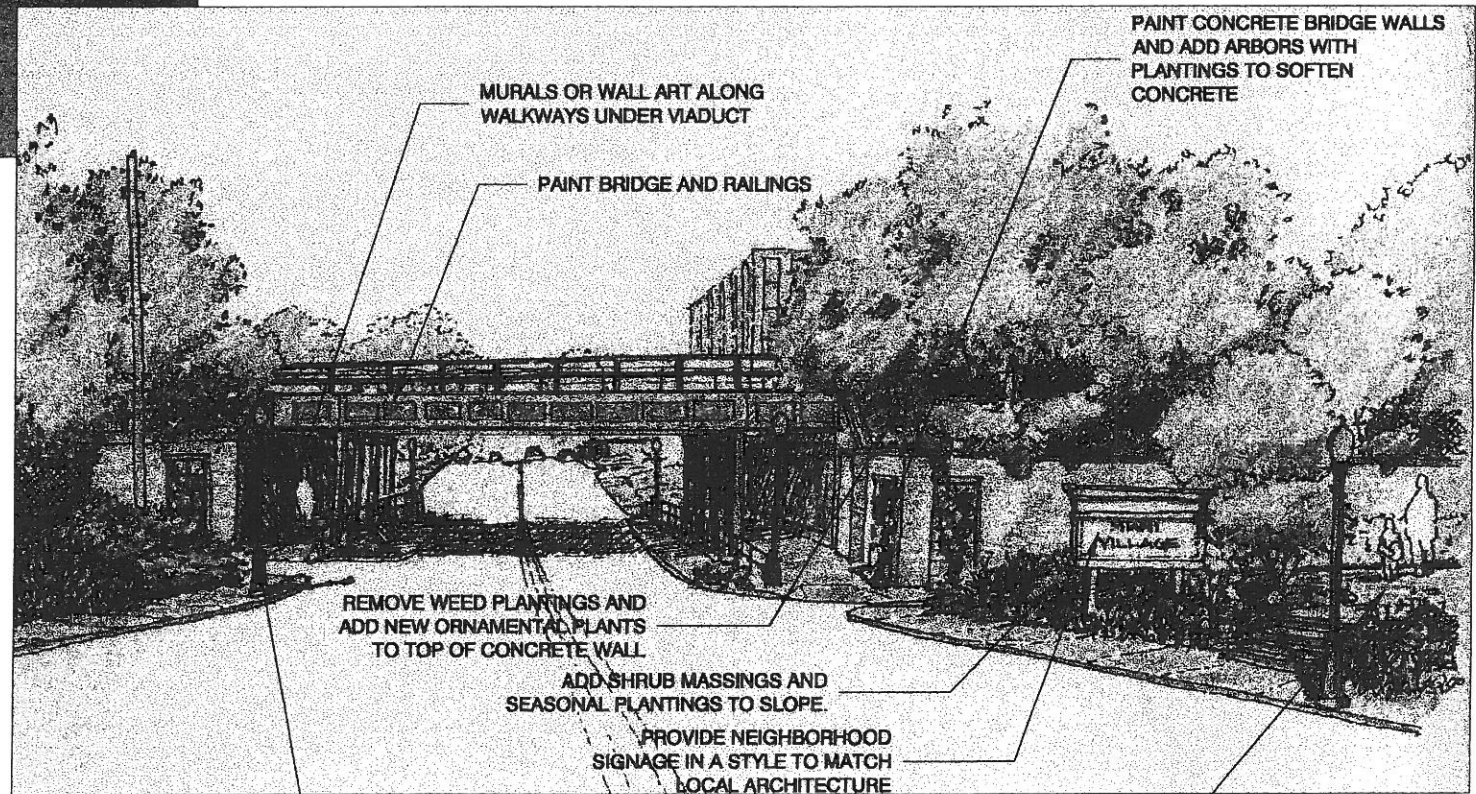 PAINT CONCRETE BRIDGE WALLS
AND ADD ARBORS WITH
PLANTINGS TO SOFTEN
CONCRETE
MURALS OR WALL ART ALONG
WALKWAYS UNDER VIADUCT
PAINT BRIDGE AND RAILINGS
VILLAGE
REMOVE WEED PLANTINGS AND
ADD NEW ORNAMENTAL PLANTS
TO TOP OF CONCRETE WALL
ADD SHRUB MASSINGS AND
SEASONAL PLANTINGS TO SLOPE.
PROVIDE NEIGHBORHOOD
SIGNAGE IN A STYLE TO MATCH
LOCAL ARCHITECTURE